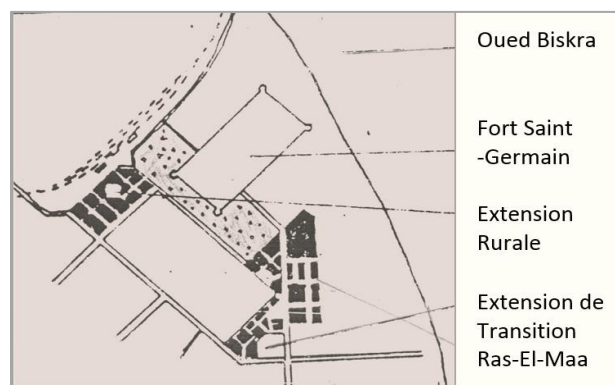 Oued Biskra
Fort Saint
-Germain
Extension
Rurale
Extension de
Transition
Ras-El-Maa